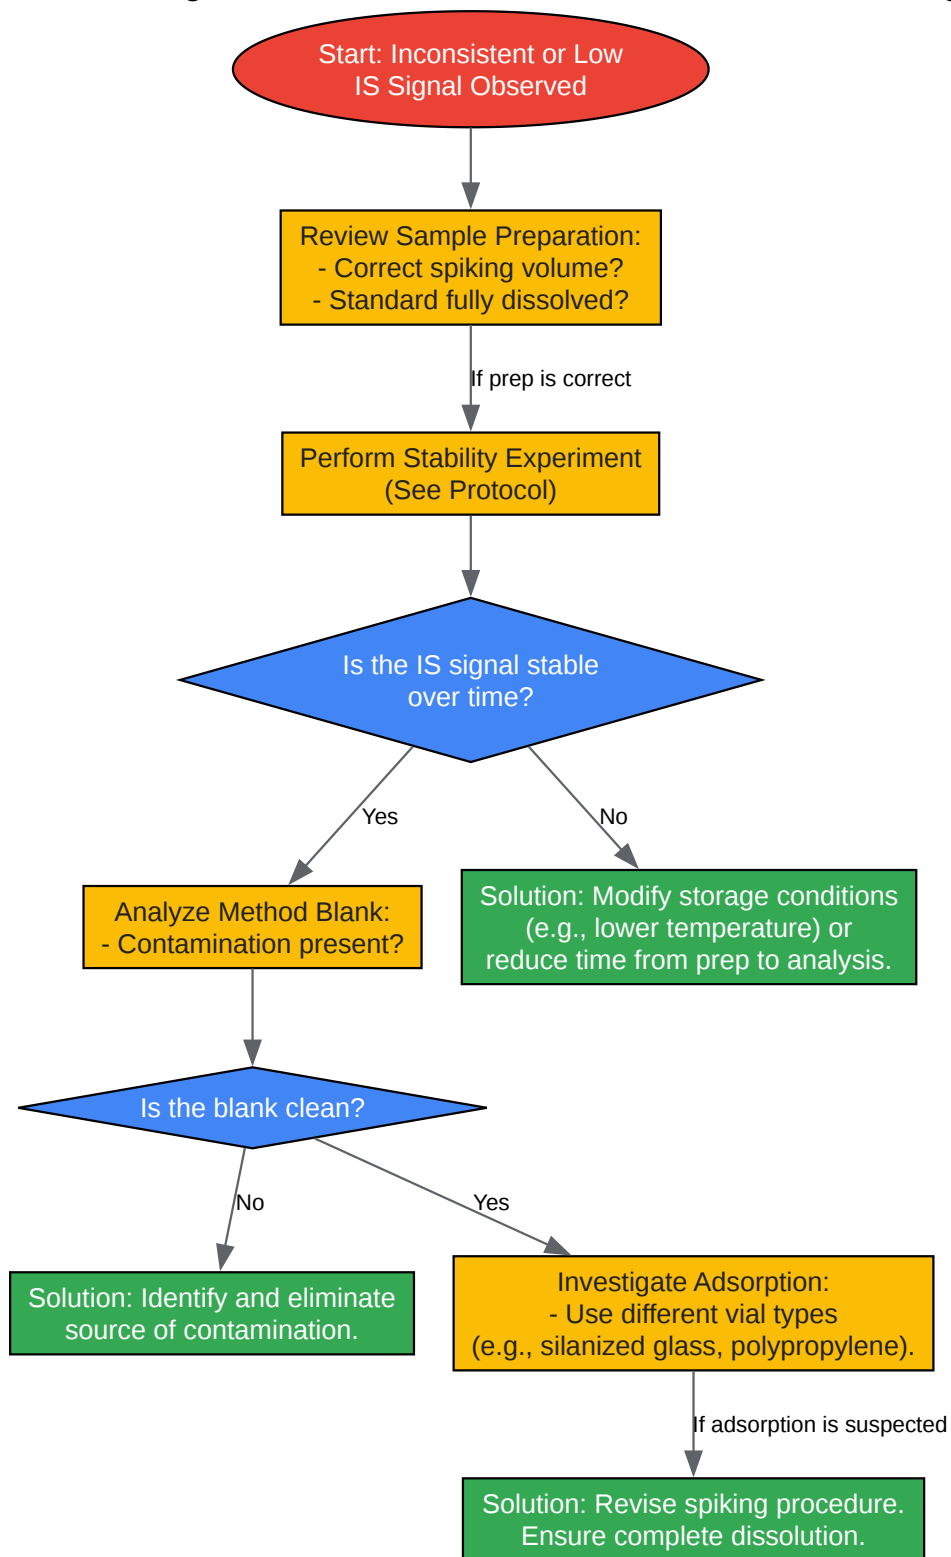 Start: Inconsistent or Low
IS Signal Observed
Review Sample Preparation:
- Correct spiking volume?
- Standard fully dissolved?
If prep is correct
Perform Stability Experiment
(See Protocol)
Is the IS signal stable
over time?
Yes
No
Analyze Method Blank:
- Contamination present?
Solution: Modify storage conditions
(e.g., lower temperature) or
reduce time from prep to analysis.
Is the blank clean?
No
Yes
Solution: Identify and eliminate
source of contamination.
Investigate Adsorption:
- Use different vial types
(e.g., silanized glass, polypropylene).
If adsorption is suspected
Solution: Revise spiking procedure.
Ensure complete dissolution.